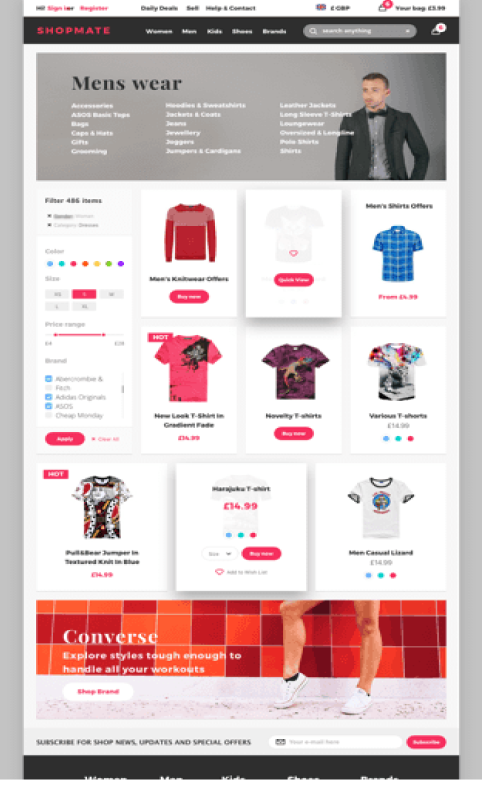 Hi! Sign in or Register
Daily Deals Sell Help & Contact
£ GBP
6
Your bag: £3.99
SHOPMATE
Women Men Kids Shoes Brands
search anything
6
Mens wear
Accessories
ASOS Basic Tops
Bags
Caps & Hats
Gifts
Grooming
Hoodies & Sweatshirts
Jackets & Coats
Jeans
Jewellery
Joggers
Jumpers & Cardigans
Leather Jackets
Long Sleeve T-Shirts
Loungewear
Oversized & Longline
Polo Shirts
Shirts
Filter 486 items
Gender: Women
Category: Dresses
Color
Size
XS S M
L XL
Price range
Brand
Abercrombie &
Fitch
Adidas Originals
ASOS
Cheap Monday
Apply
Clear All
Men's Knitwear Offers
Buy now
Quick View
Men's Shirts Offers
From £4.99
HOT
New Look T-Shirt in
Gradient Fade
£14.99
Novelty T-shirts
Buy now
Various T-shorts
£14.99
HOT
Pull&Bear Jumper In
Textured Knit In Blue
£14.99
Harajuku T-shirt
£14.99
Size
Buy now
Add to Wish List
Men Casual Lizard
£14.99
Converse
Explore styles tough enough to
handle all your workouts
Shop Brand
SUBSCRIBE FOR SHOP NEWS, UPDATES AND SPECIAL OFFERS
Your e-mail here
Subscribe
Women Men Kids Shoes Brands